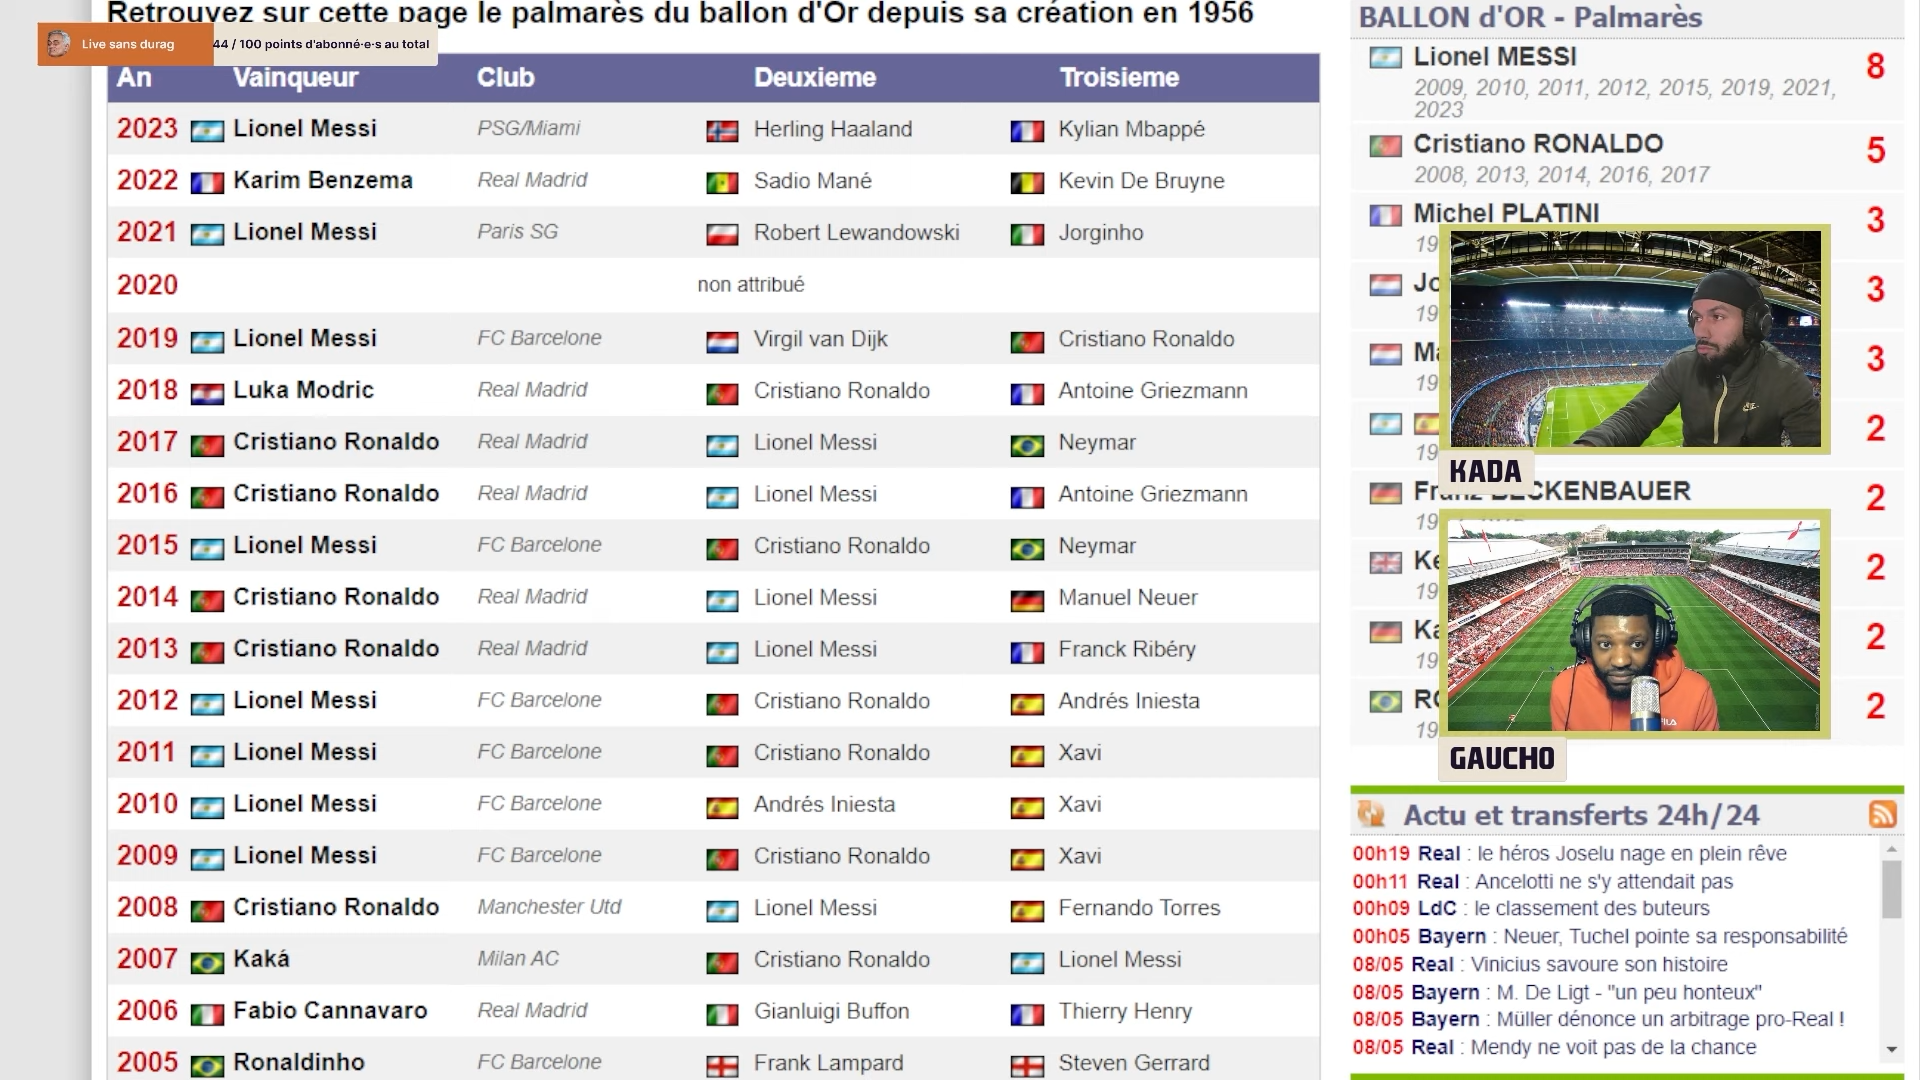 Retrouvez sur cette page le palmarès du ballon d'Or depuis sa création en 1956
Live sans durag
44 / 100 points d'abonné·e·s au total
An Vainqueur Club Deuxieme Troisieme
2023 Lionel Messi PSG/Miami Herling Haaland Kylian Mbappé
2022 Karim Benzema Real Madrid Sadio Mané Kevin De Bruyne
2021 Lionel Messi Paris SG Robert Lewandowski Jorginho
2020 non attribué
2019 Lionel Messi FC Barcelone Virgil van Dijk Cristiano Ronaldo
2018 Luka Modric Real Madrid Cristiano Ronaldo Antoine Griezmann
2017 Cristiano Ronaldo Real Madrid Lionel Messi Neymar
2016 Cristiano Ronaldo Real Madrid Lionel Messi Antoine Griezmann
2015 Lionel Messi FC Barcelone Cristiano Ronaldo Neymar
2014 Cristiano Ronaldo Real Madrid Lionel Messi Manuel Neuer
2013 Cristiano Ronaldo Real Madrid Lionel Messi Franck Ribéry
2012 Lionel Messi FC Barcelone Cristiano Ronaldo Andrés Iniesta
2011 Lionel Messi FC Barcelone Cristiano Ronaldo Xavi
2010 Lionel Messi FC Barcelone Andrés Iniesta Xavi
2009 Lionel Messi FC Barcelone Cristiano Ronaldo Xavi
2008 Cristiano Ronaldo Manchester Utd Lionel Messi Fernando Torres
2007 Kaká Milan AC Cristiano Ronaldo Lionel Messi
2006 Fabio Cannavaro Real Madrid Gianluigi Buffon Thierry Henry
2005 Ronaldinho FC Barcelone Frank Lampard Steven Gerrard
BALLON d'OR - Palmarès
Lionel MESSI 8
2009, 2010, 2011, 2012, 2015, 2019, 2021,
2023
Cristiano RONALDO 5
2008, 2013, 2014, 2016, 2017
Michel PLATINI 3
19
Jo 3
19
Ma 3
19
2
19
KADA
Franz BECKENBAUER 2
19
Ke 2
19
Ka 2
19
RO 2
19
GAUCHO
Actu et transferts 24h/24
00h19 Real : le héros Joselu nage en plein rêve
00h11 Real : Ancelotti ne s'y attendait pas
00h09 LdC : le classement des buteurs
00h05 Bayern : Neuer, Tuchel pointe sa responsabilité
08/05 Real : Vinicius savoure son histoire
08/05 Bayern : M. De Ligt - "un peu honteux"
08/05 Bayern : Müller dénonce un arbitrage pro-Real !
08/05 Real : Mendy ne voit pas de la chance